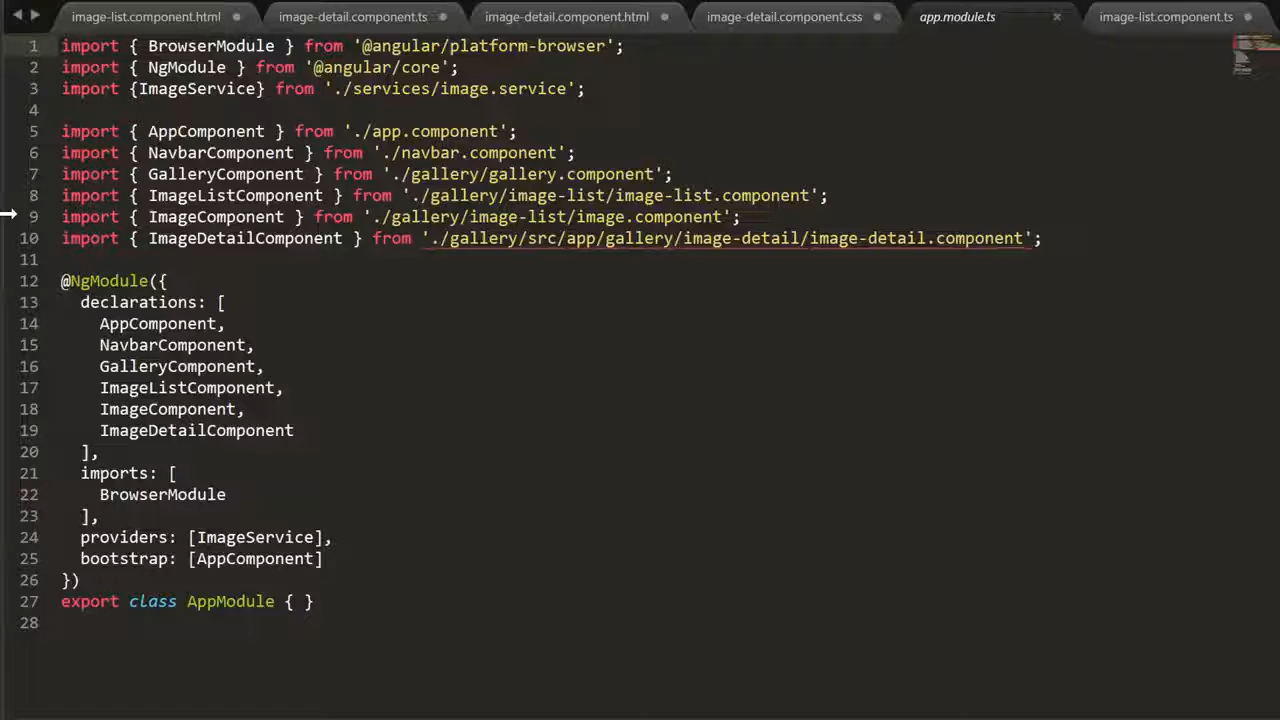 image-list.component.html
image-detail.component.ts
image-detail.component.html
image-detail.component.css
app.module.ts
image-list.component.ts
1 import { BrowserModule } from '@angular/platform-browser';
2 import { NgModule } from '@angular/core';
3 import {ImageService} from './services/image.service';
4
5 import { AppComponent } from './app.component';
6 import { NavbarComponent } from './navbar.component';
7 import { GalleryComponent } from './gallery/gallery.component';
8 import { ImageListComponent } from './gallery/image-list/image-list.component';
9 import { ImageComponent } from './gallery/image-list/image.component';
10 import { ImageDetailComponent } from './gallery/src/app/gallery/image-detail/image-detail.component';
11
12 @NgModule({
13 declarations: [
14 AppComponent,
15 NavbarComponent,
16 GalleryComponent,
17 ImageListComponent,
18 ImageComponent,
19 ImageDetailComponent
20 ],
21 imports: [
22 BrowserModule
23 ],
24 providers: [ImageService],
25 bootstrap: [AppComponent]
26 })
27 export class AppModule { }
28